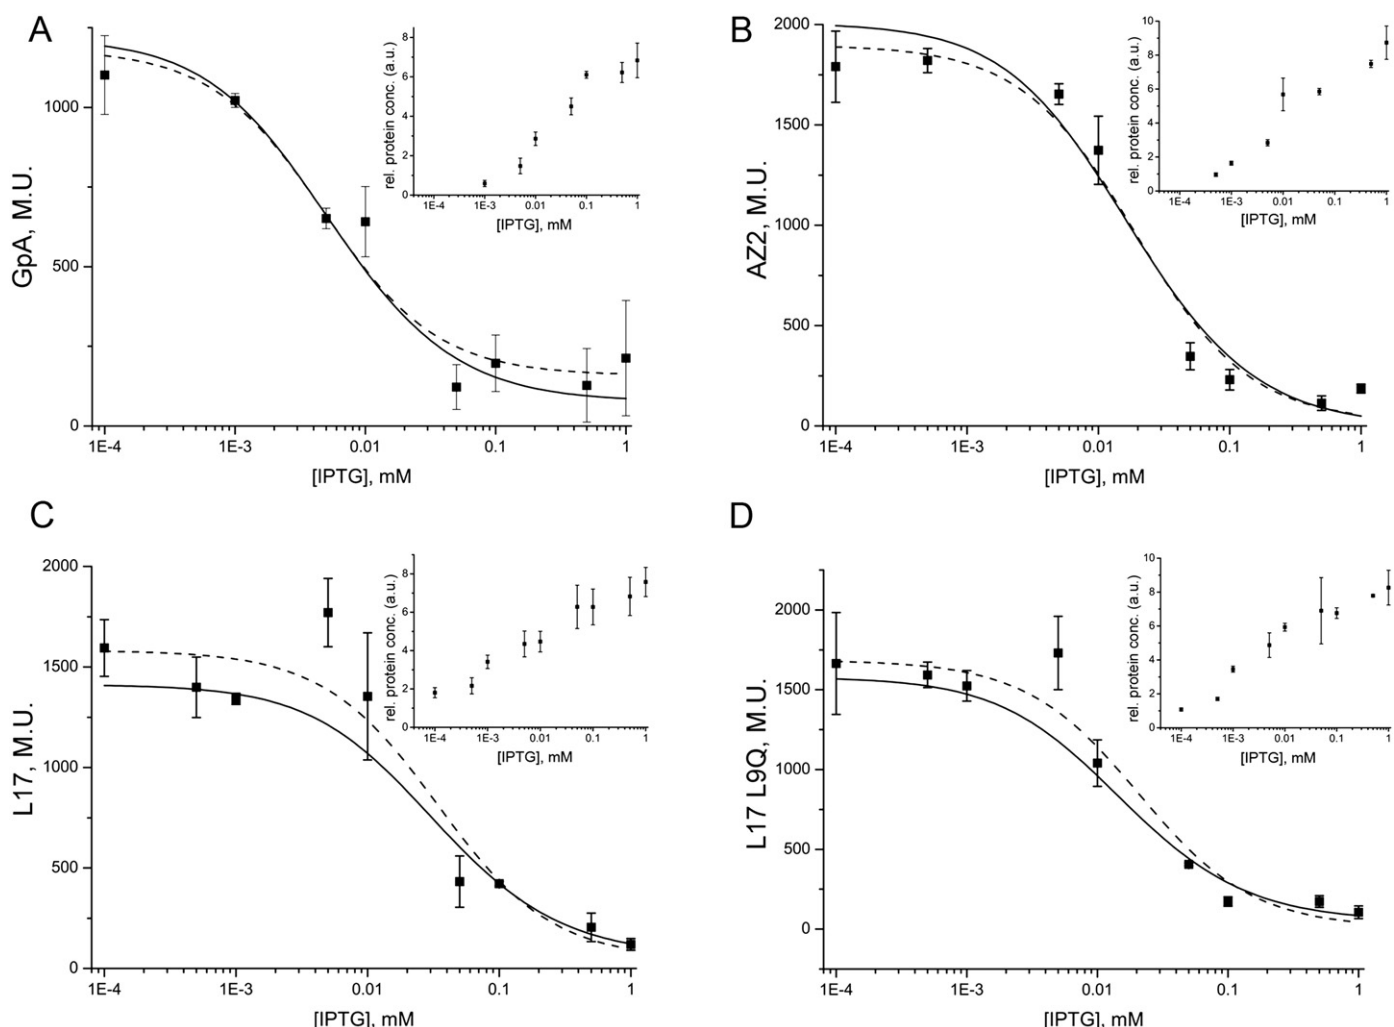 A
GpA, M.U.
1000
500
0
1E-4 1E-3 0.01 0.1 1
[IPTG], mM
rel. protein conc. (a.u.)
8
6
4
2
0
1E-4 1E-3 0.01 0.1 1
[IPTG], mM
B
AZ2, M.U.
2000
1500
1000
500
0
1E-4 1E-3 0.01 0.1 1
[IPTG], mM
rel. protein conc. (a.u.)
10
8
6
4
2
0
1E-4 1E-3 0.01 0.1 1
[IPTG], mM
C
L17, M.U.
2000
1500
1000
500
0
1E-4 1E-3 0.01 0.1 1
[IPTG], mM
rel. protein conc. (a.u.)
8
6
4
2
0
1E-4 1E-3 0.01 0.1 1
[IPTG], mM
D
L17 L9Q, M.U.
2000
1500
1000
500
0
1E-4 1E-3 0.01 0.1 1
[IPTG], mM
rel. protein conc. (a.u.)
10
8
6
4
2
0
1E-4 1E-3 0.01 0.1 1
[IPTG], mM